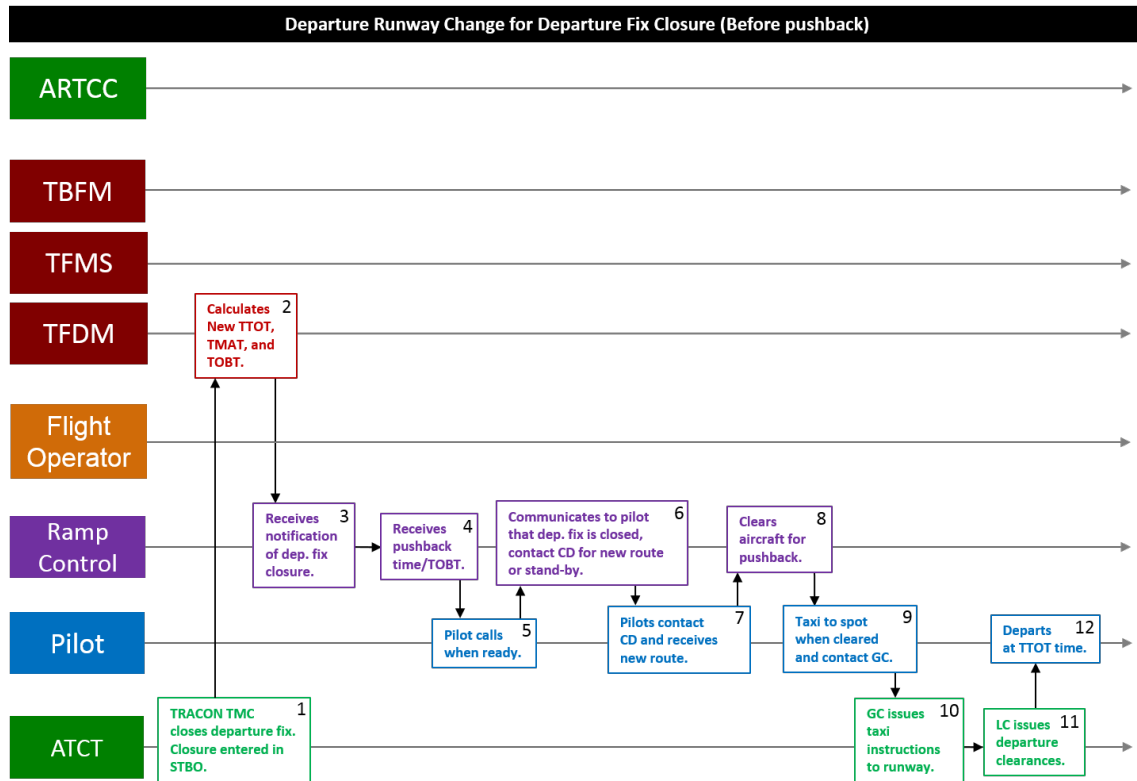 Departure Runway Change for Departure Fix Closure (Before pushback)
ARTCC
TBFM
TFMS
TFDM
Calculates
New TTOT,
TMAT, and
TOBT.
2
Flight
Operator
Ramp
Control
Receives
notification
of dep. fix
closure.
3
Receives
pushback
time/TOBT.
4
Communicates to pilot
that dep. fix is closed,
contact CD for new route
or stand-by.
6
Clears
aircraft for
pushback.
8
Pilot
Pilot calls
when ready.
5
Pilots contact
CD and receives
new route.
7
Taxi to spot
when cleared
and contact GC.
9
Departs
at TTOT time.
12
ATCT
TRACON TMC
closes departure fix.
Closure entered in
STBO.
1
GC issues
taxi
instructions
to runway.
10
LC issues
departure
clearances.
11